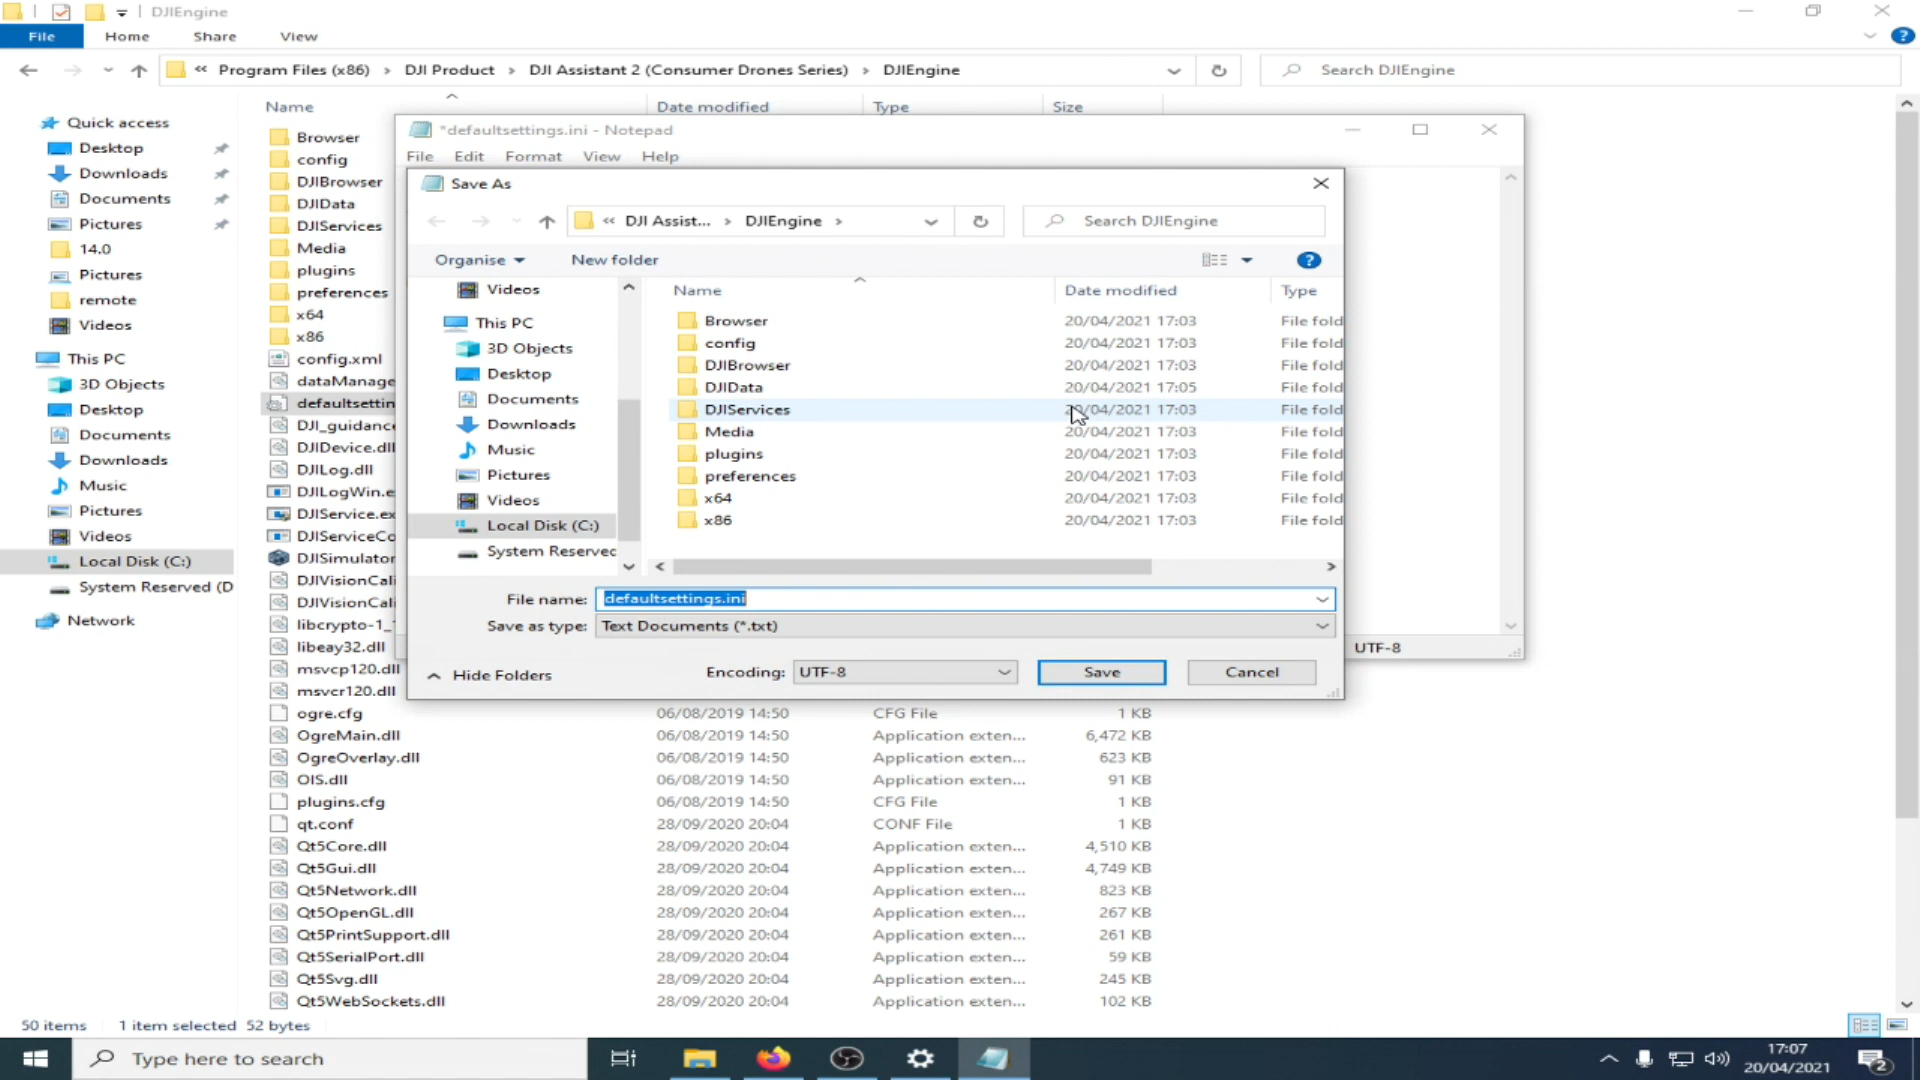 DJIEngine
File Home Share View
« Program Files (x86) › DJI Product › DJI Assistant 2 (Consumer Drones Series) › DJIEngine
Search DJIEngine
Name Date modified Type Size
Quick access
Desktop
Downloads
Documents
Pictures
14.0
Pictures
remote
Videos
This PC
3D Objects
Desktop
Documents
Downloads
Music
Pictures
Videos
Local Disk (C:)
System Reserved (D
Network
Browser
config
DJIBrowser
DJIData
DJIServices
Media
plugins
preferences
x64
x86
config.xml
dataManage
defaultsettin
DJI_guidance
DJIDevice.dll
DJILog.dll
DJILogWin.e
DJIService.ex
DJIServiceCo
DJISimulator
DJIVisionCali
DJIVisionCali
libcrypto-1_
libeay32.dll
msvcp120.dll
msvcr120.dll
ogre.cfg 06/08/2019 14:50 CFG File 1 KB
OgreMain.dll 06/08/2019 14:50 Application exten... 6,472 KB
OgreOverlay.dll 06/08/2019 14:50 Application exten... 623 KB
OIS.dll 06/08/2019 14:50 Application exten... 91 KB
plugins.cfg 06/08/2019 14:50 CFG File 1 KB
qt.conf 28/09/2020 20:04 CONF File 1 KB
Qt5Core.dll 28/09/2020 20:04 Application exten... 4,510 KB
Qt5Gui.dll 28/09/2020 20:04 Application exten... 4,749 KB
Qt5Network.dll 28/09/2020 20:04 Application exten... 823 KB
Qt5OpenGL.dll 28/09/2020 20:04 Application exten... 267 KB
Qt5PrintSupport.dll 28/09/2020 20:04 Application exten... 261 KB
Qt5SerialPort.dll 28/09/2020 20:04 Application exten... 59 KB
Qt5Svg.dll 28/09/2020 20:04 Application exten... 245 KB
Qt5WebSockets.dll 28/09/2020 20:04 Application exten... 102 KB
*defaultsettings.ini - Notepad
File Edit Format View Help
Save As
« DJI Assist... › DJIEngine ›
Search DJIEngine
Organise New folder
Videos
This PC
3D Objects
Desktop
Documents
Downloads
Music
Pictures
Videos
Local Disk (C:)
System Reserved
Name Date modified Type
Browser 20/04/2021 17:03 File fold
config 20/04/2021 17:03 File fold
DJIBrowser 20/04/2021 17:03 File fold
DJIData 20/04/2021 17:05 File fold
DJIServices 20/04/2021 17:03 File fold
Media 20/04/2021 17:03 File fold
plugins 20/04/2021 17:03 File fold
preferences 20/04/2021 17:03 File fold
x64 20/04/2021 17:03 File fold
x86 20/04/2021 17:03 File fold
File name: defaultsettings.ini
Save as type: Text Documents (*.txt)
Hide Folders Encoding: UTF-8 Save Cancel
UTF-8
50 items 1 item selected 52 bytes
Type here to search
17:07
20/04/2021
2